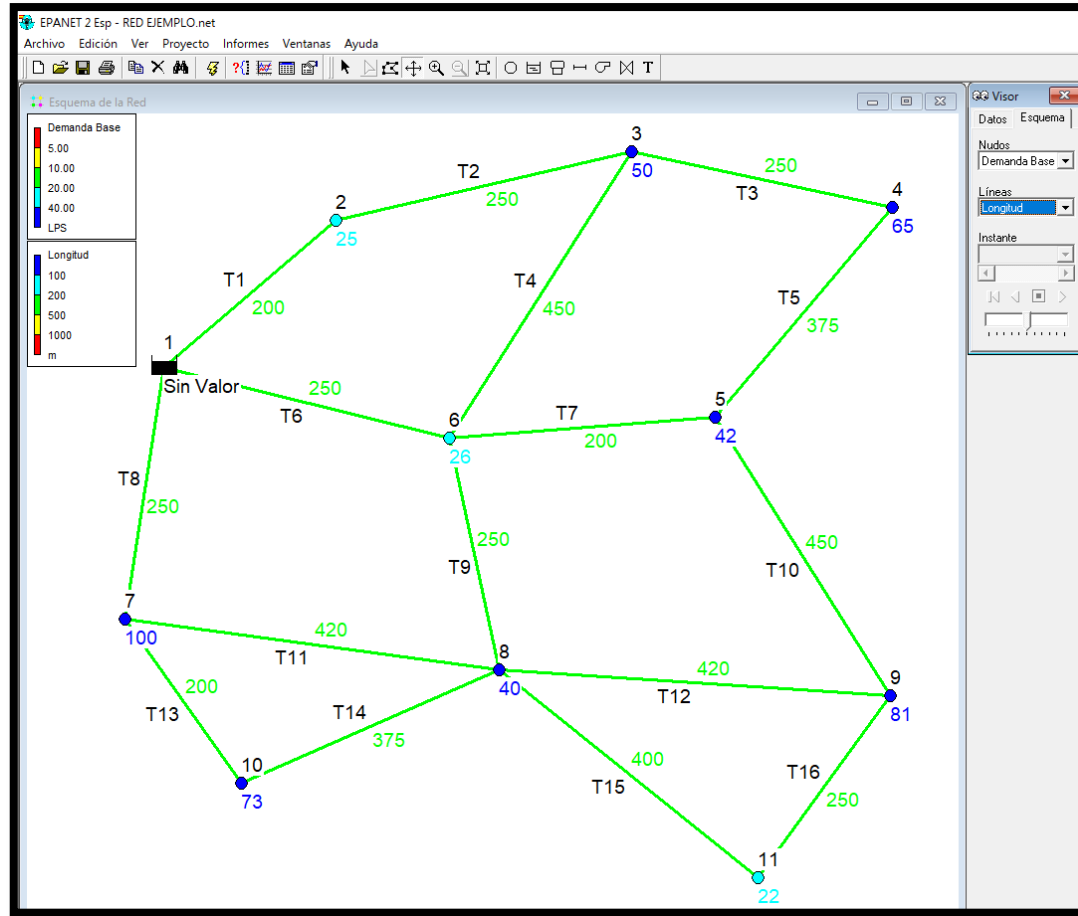 EPANET 2 Esp - RED EJEMPLO.net
Archivo Edición Ver Proyecto Informes Ventanas Ayuda
T
Esquema de la Red
Demanda Base
5.00
10.00
20.00
40.00
LPS
Longitud
100
200
500
1000
m
Visor
Datos Esquema
Nudos
Demanda Base
Líneas
Longitud
Instante
3
50
T2
250
250
T3
4
65
2
25
T1
200
T4
450
T5
375
1
Sin Valor
250
T6
6
26
T7
200
5
42
T8
250
250
T9
450
T10
7
100
420
T11
8
40
420
T12
9
81
200
T13
T14
375
400
T15
T16
250
10
73
11
22